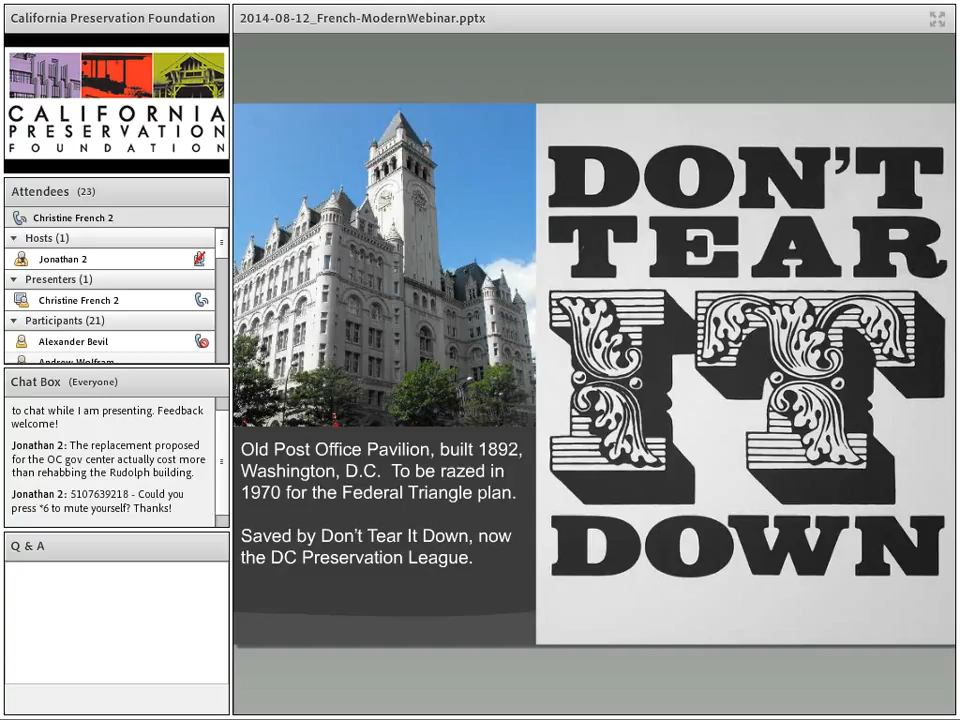 California Preservation Foundation
CALIFORNIA
PRESERVATION
FOUNDATION
Attendees (23)
Christine French 2
Hosts (1)
Jonathan 2
Presenters (1)
Christine French 2
Participants (21)
Alexander Bevil
Andrew Wolfram
Chat Box (Everyone)
to chat while I am presenting. Feedback
welcome!
Jonathan 2: The replacement proposed
for the OC gov center actually cost more
than rehabbing the Rudolph building.
Jonathan 2: 5107639218 - Could you
press *6 to mute yourself? Thanks!
Q & A
2014-08-12_French-ModernWebinar.pptx
Old Post Office Pavilion, built 1892,
Washington, D.C. To be razed in
1970 for the Federal Triangle plan.
Saved by Don't Tear It Down, now
the DC Preservation League.
DON'T
TEAR
IT
DOWN